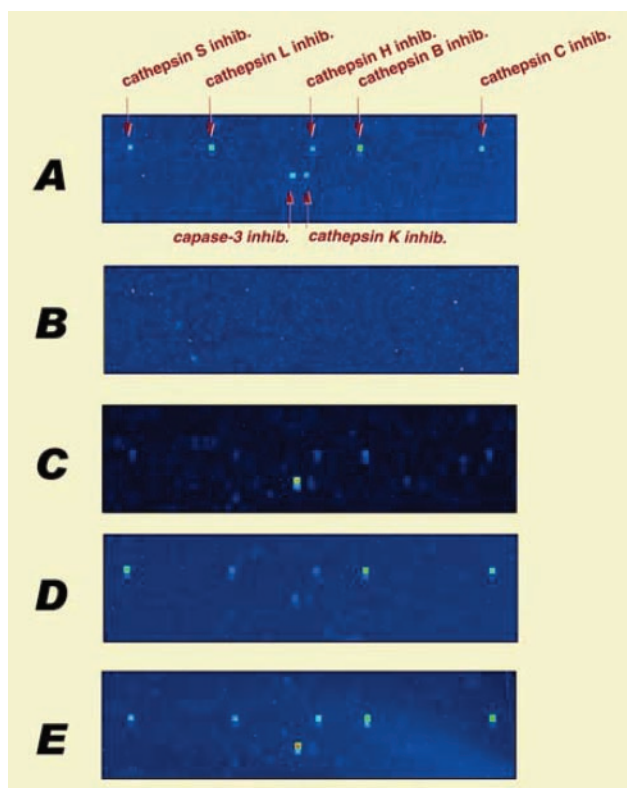 cathepsin S inhib.
cathepsin L inhib.
cathepsin H inhib.
cathepsin B inhib.
cathepsin C inhib.
A
capase-3 inhib.
cathepsin K inhib.
B
C
D
E